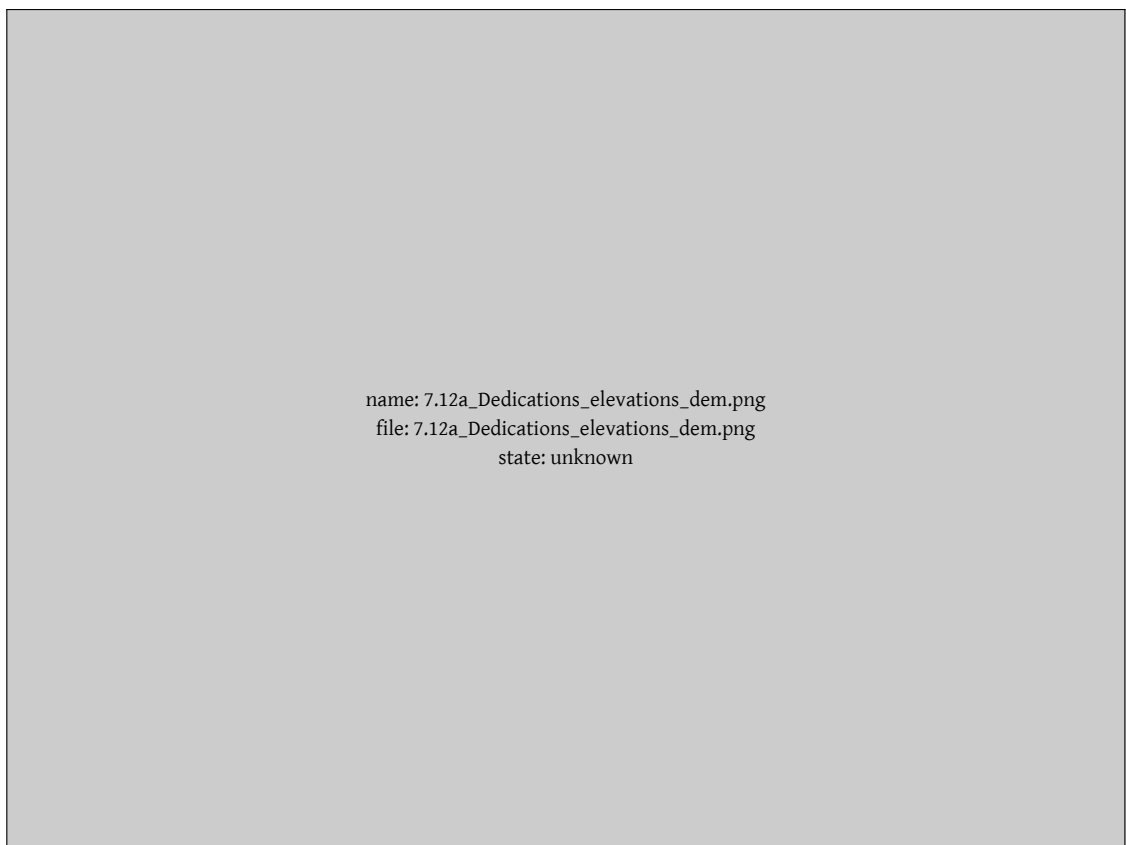 name: 7.12a_Dedications_elevations_dem.png
file: 7.12a_Dedications_elevations_dem.png
state: unknown